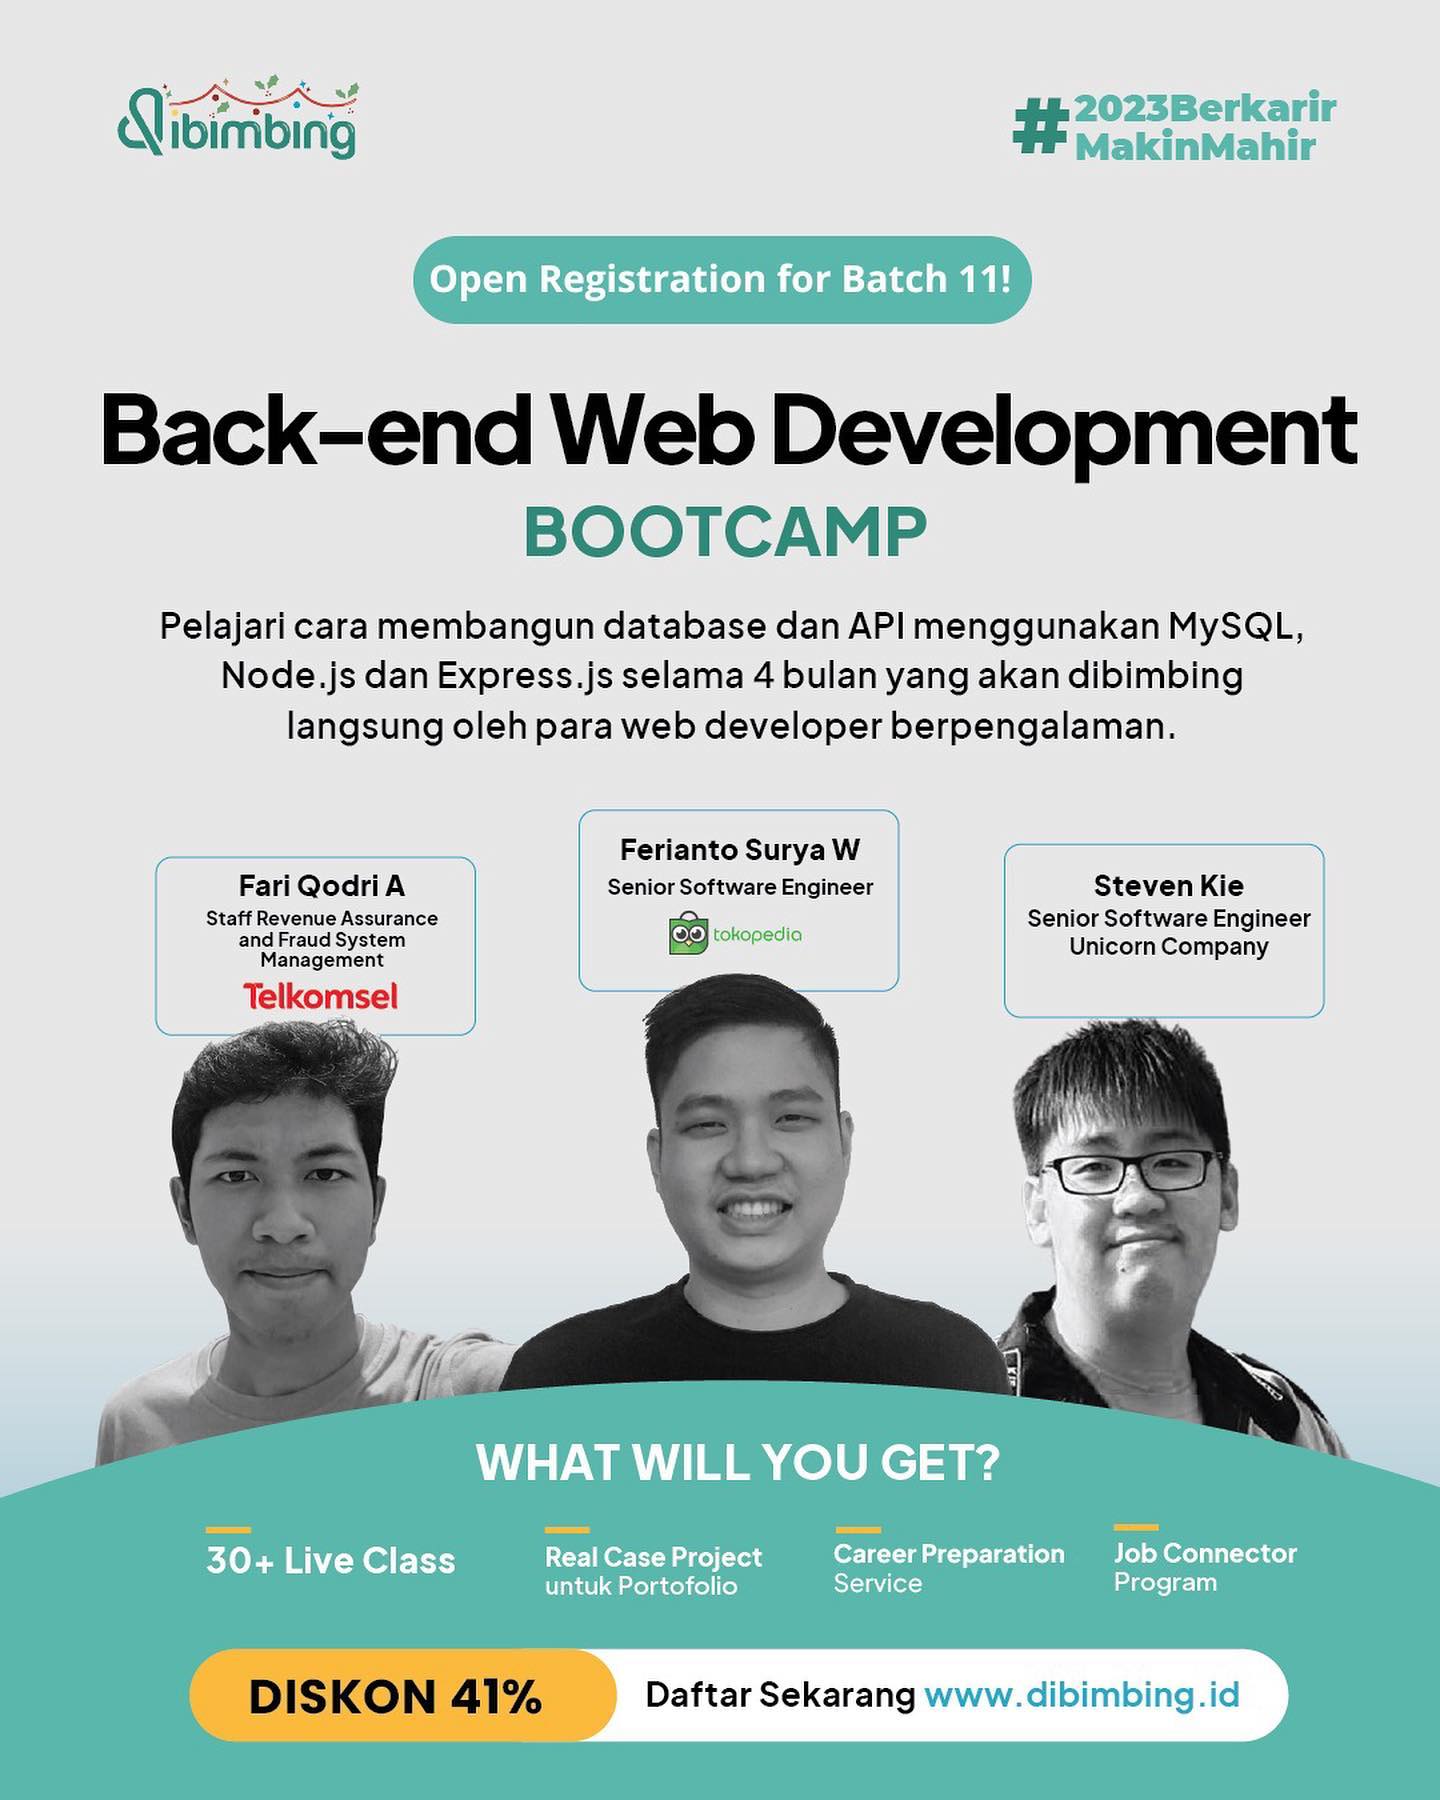 Dibimbing
#2023Berkarir
MakinMahir
Open Registration for Batch 11!
Back-end Web Development
BOOTCAMP
Pelajari cara membangun database dan API menggunakan MySQL,
Node.js dan Express.js selama 4 bulan yang akan dibimbing
langsung oleh para web developer berpengalaman.
Fari Qodri A
Staff Revenue Assurance
and Fraud System
Management
Telkomsel
Ferianto Surya W
Senior Software Engineer
tokopedia
Steven Kie
Senior Software Engineer
Unicorn Company
WHAT WILL YOU GET?
30+ Live Class
Real Case Project
untuk Portofolio
Career Preparation
Service
Job Connector
Program
DISKON 41%
Daftar Sekarang www.dibimbing.id